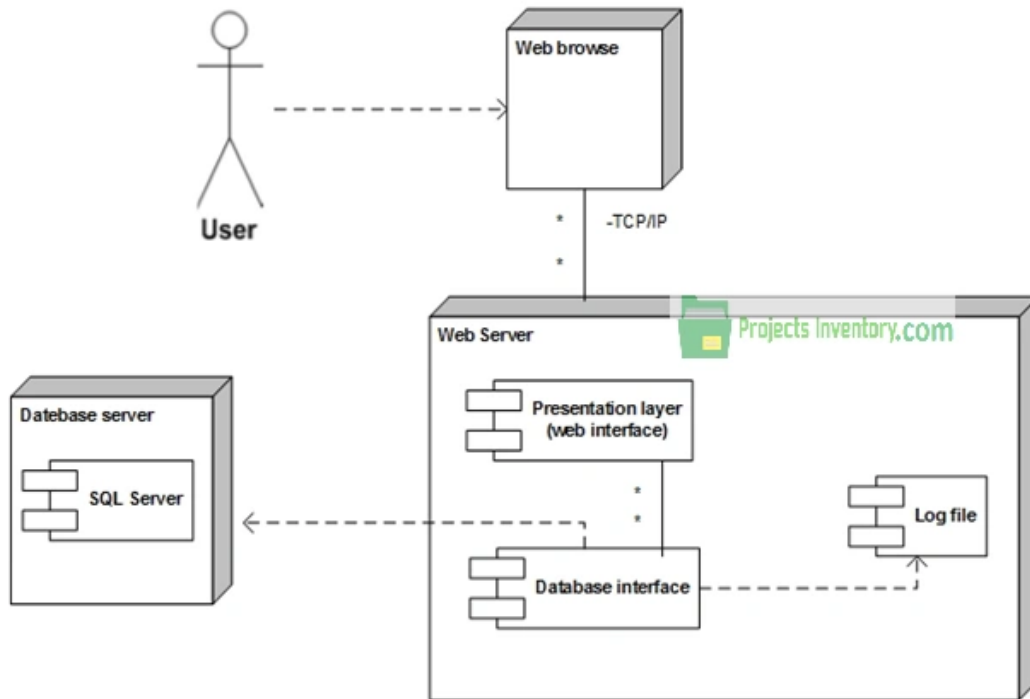 Web browse
User
*
-TCP/IP
*
Projects Inventory.com
Web Server
Presentation layer
(web interface)
Datebase server
SQL Server
*
*
Log file
Database interface